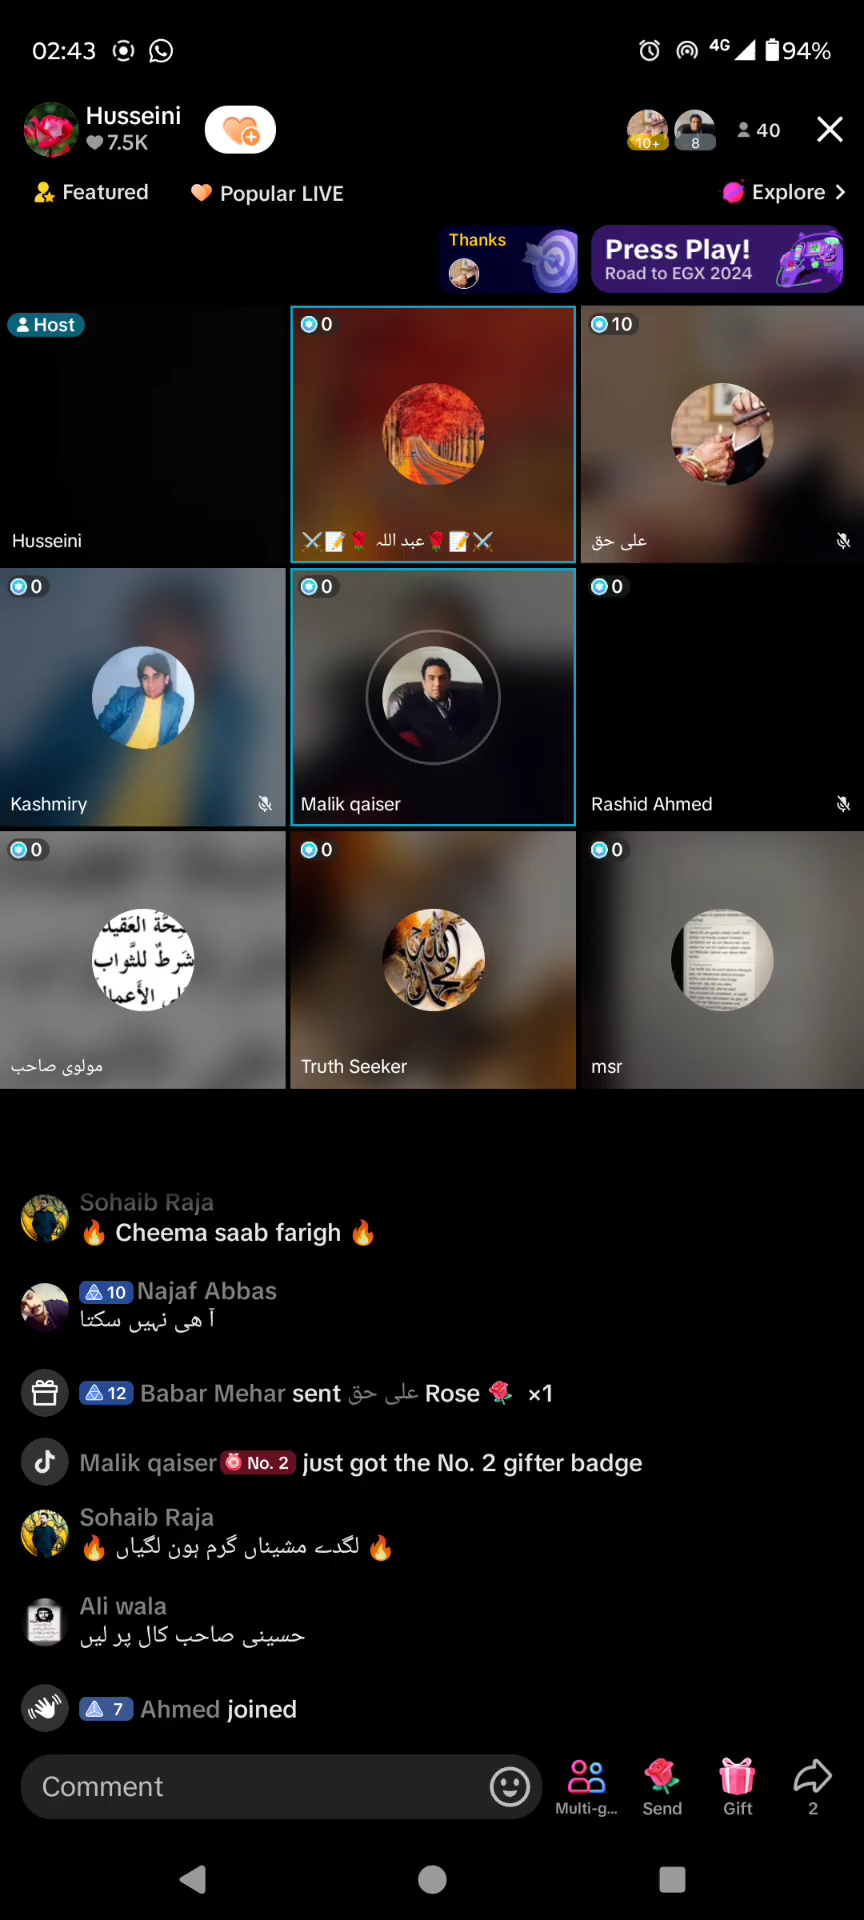 02:43
4G 94%
Husseini
7.5K
10+
8
40
Featured
Popular LIVE
Explore
Thanks
Press Play!
Road to EGX 2024
Host
Husseini
0
⚔️📝🌹 عبد اللہ 🌹📝⚔️
10
علی حق
0
Kashmiry
0
Malik qaiser
0
Rashid Ahmed
0
شرطٌ للثَّواب
مولوی صاحب
0
Truth Seeker
0
msr
Sohaib Raja
🔥 Cheema saab farigh 🔥
10 Najaf Abbas
آ ھی نہیں سکتا
12 Babar Mehar sent علی حق Rose 🌹 ×1
Malik qaiser No. 2 just got the No. 2 gifter badge
Sohaib Raja
🔥 لگدے مشیناں گرم ہون لگیاں 🔥
Ali wala
حسینی صاحب کال پر لیں
7 Ahmed joined
Comment
Multi-g...
Send
Gift
2